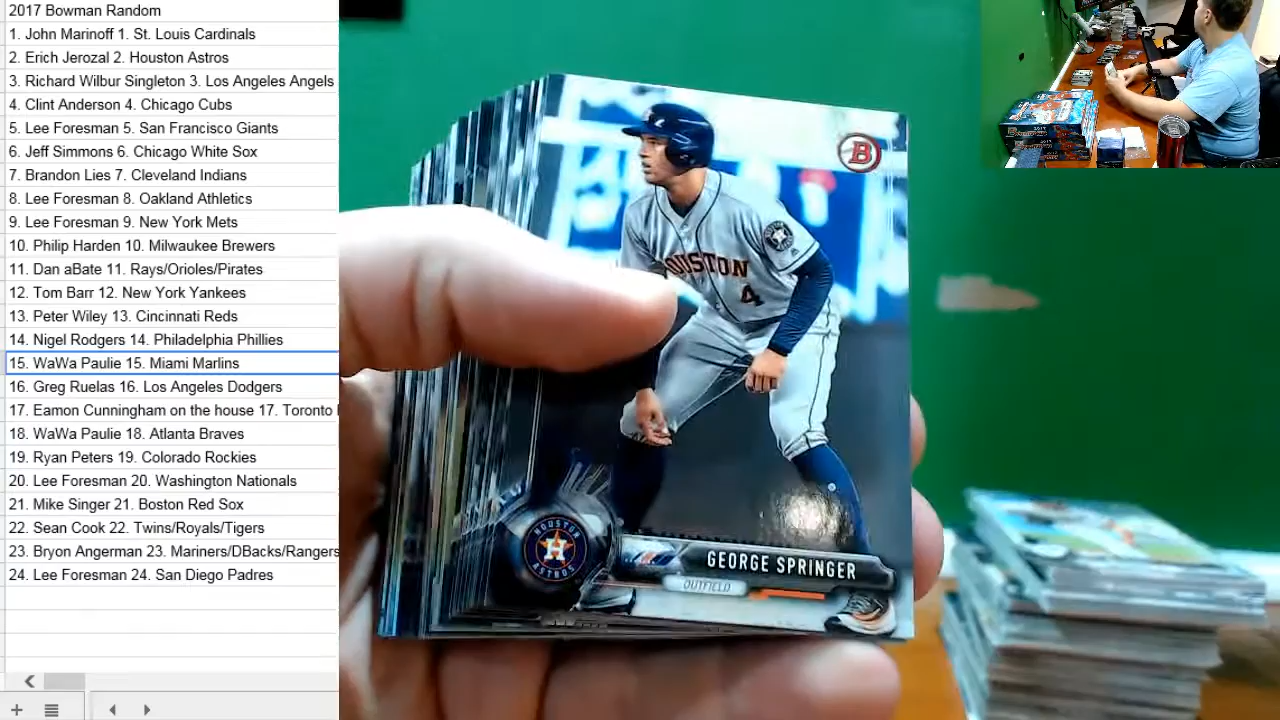 2017 Bowman Random
1. John Marinoff 1. St. Louis Cardinals
2. Erich Jerozal 2. Houston Astros
3. Richard Wilbur Singleton 3. Los Angeles Angels
4. Clint Anderson 4. Chicago Cubs
5. Lee Foresman 5. San Francisco Giants
6. Jeff Simmons 6. Chicago White Sox
7. Brandon Lies 7. Cleveland Indians
8. Lee Foresman 8. Oakland Athletics
9. Lee Foresman 9. New York Mets
10. Philip Harden 10. Milwaukee Brewers
11. Dan aBate 11. Rays/Orioles/Pirates
12. Tom Barr 12. New York Yankees
13. Peter Wiley 13. Cincinnati Reds
14. Nigel Rodgers 14. Philadelphia Phillies
15. WaWa Paulie 15. Miami Marlins
16. Greg Ruelas 16. Los Angeles Dodgers
17. Eamon Cunningham on the house 17. Toronto
18. WaWa Paulie 18. Atlanta Braves
19. Ryan Peters 19. Colorado Rockies
20. Lee Foresman 20. Washington Nationals
21. Mike Singer 21. Boston Red Sox
22. Sean Cook 22. Twins/Royals/Tigers
23. Bryon Angerman 23. Mariners/DBacks/Rangers
24. Lee Foresman 24. San Diego Padres
B
HOUSTON
4
HOUSTON
H
ASTROS
GEORGE SPRINGER
OUTFIELD